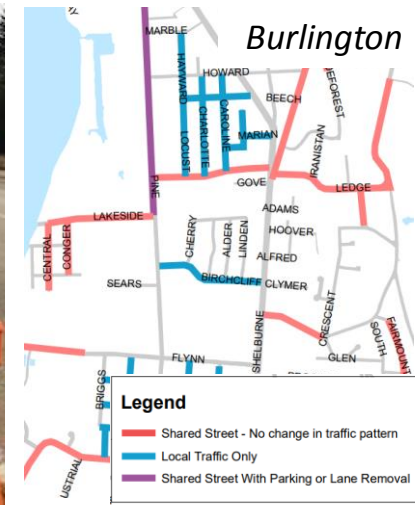 Burlington
MARBLE
HOWARD
HAYWARD
BEECH
CAROLINE
CHARLOTTE
MARIAN
LOCUST
IRANISTAN
GOVE
LEDGE
PINE
ADAMS
LAKESIDE
CHERRY
ALDER
LINDEN
HOOVER
CENTRAL
CONGER
ALFRED
SEARS
BIRCHCLIFF
CLYMER
CRESCENT
SHELBURNE
SOUTH
FAIRMOUNT
FLYNN
GLEN
BRIGGS
Legend
Shared Street - No change in traffic pattern
Local Traffic Only
Shared Street With Parking or Lane Removal
USTRIAL